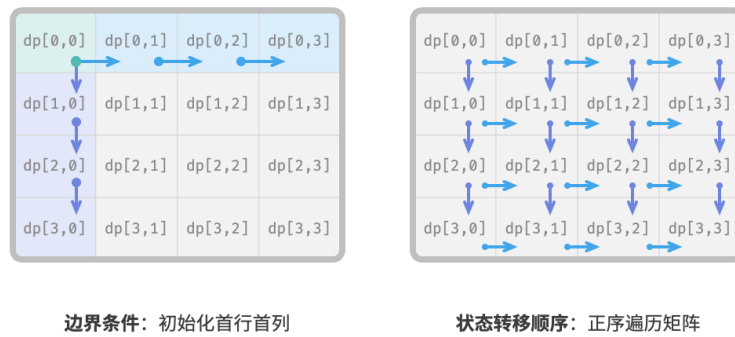 dp[0,0] dp[0,1] dp[0,2] dp[0,3]
dp[1,0] dp[1,1] dp[1,2] dp[1,3]
dp[2,0] dp[2,1] dp[2,2] dp[2,3]
dp[3,0] dp[3,1] dp[3,2] dp[3,3]
边界条件：初始化首行首列
dp[0,0] dp[0,1] dp[0,2] dp[0,3]
dp[1,0] dp[1,1] dp[1,2] dp[1,3]
dp[2,0] dp[2,1] dp[2,2] dp[2,3]
dp[3,0] dp[3,1] dp[3,2] dp[3,3]
状态转移顺序：正序遍历矩阵